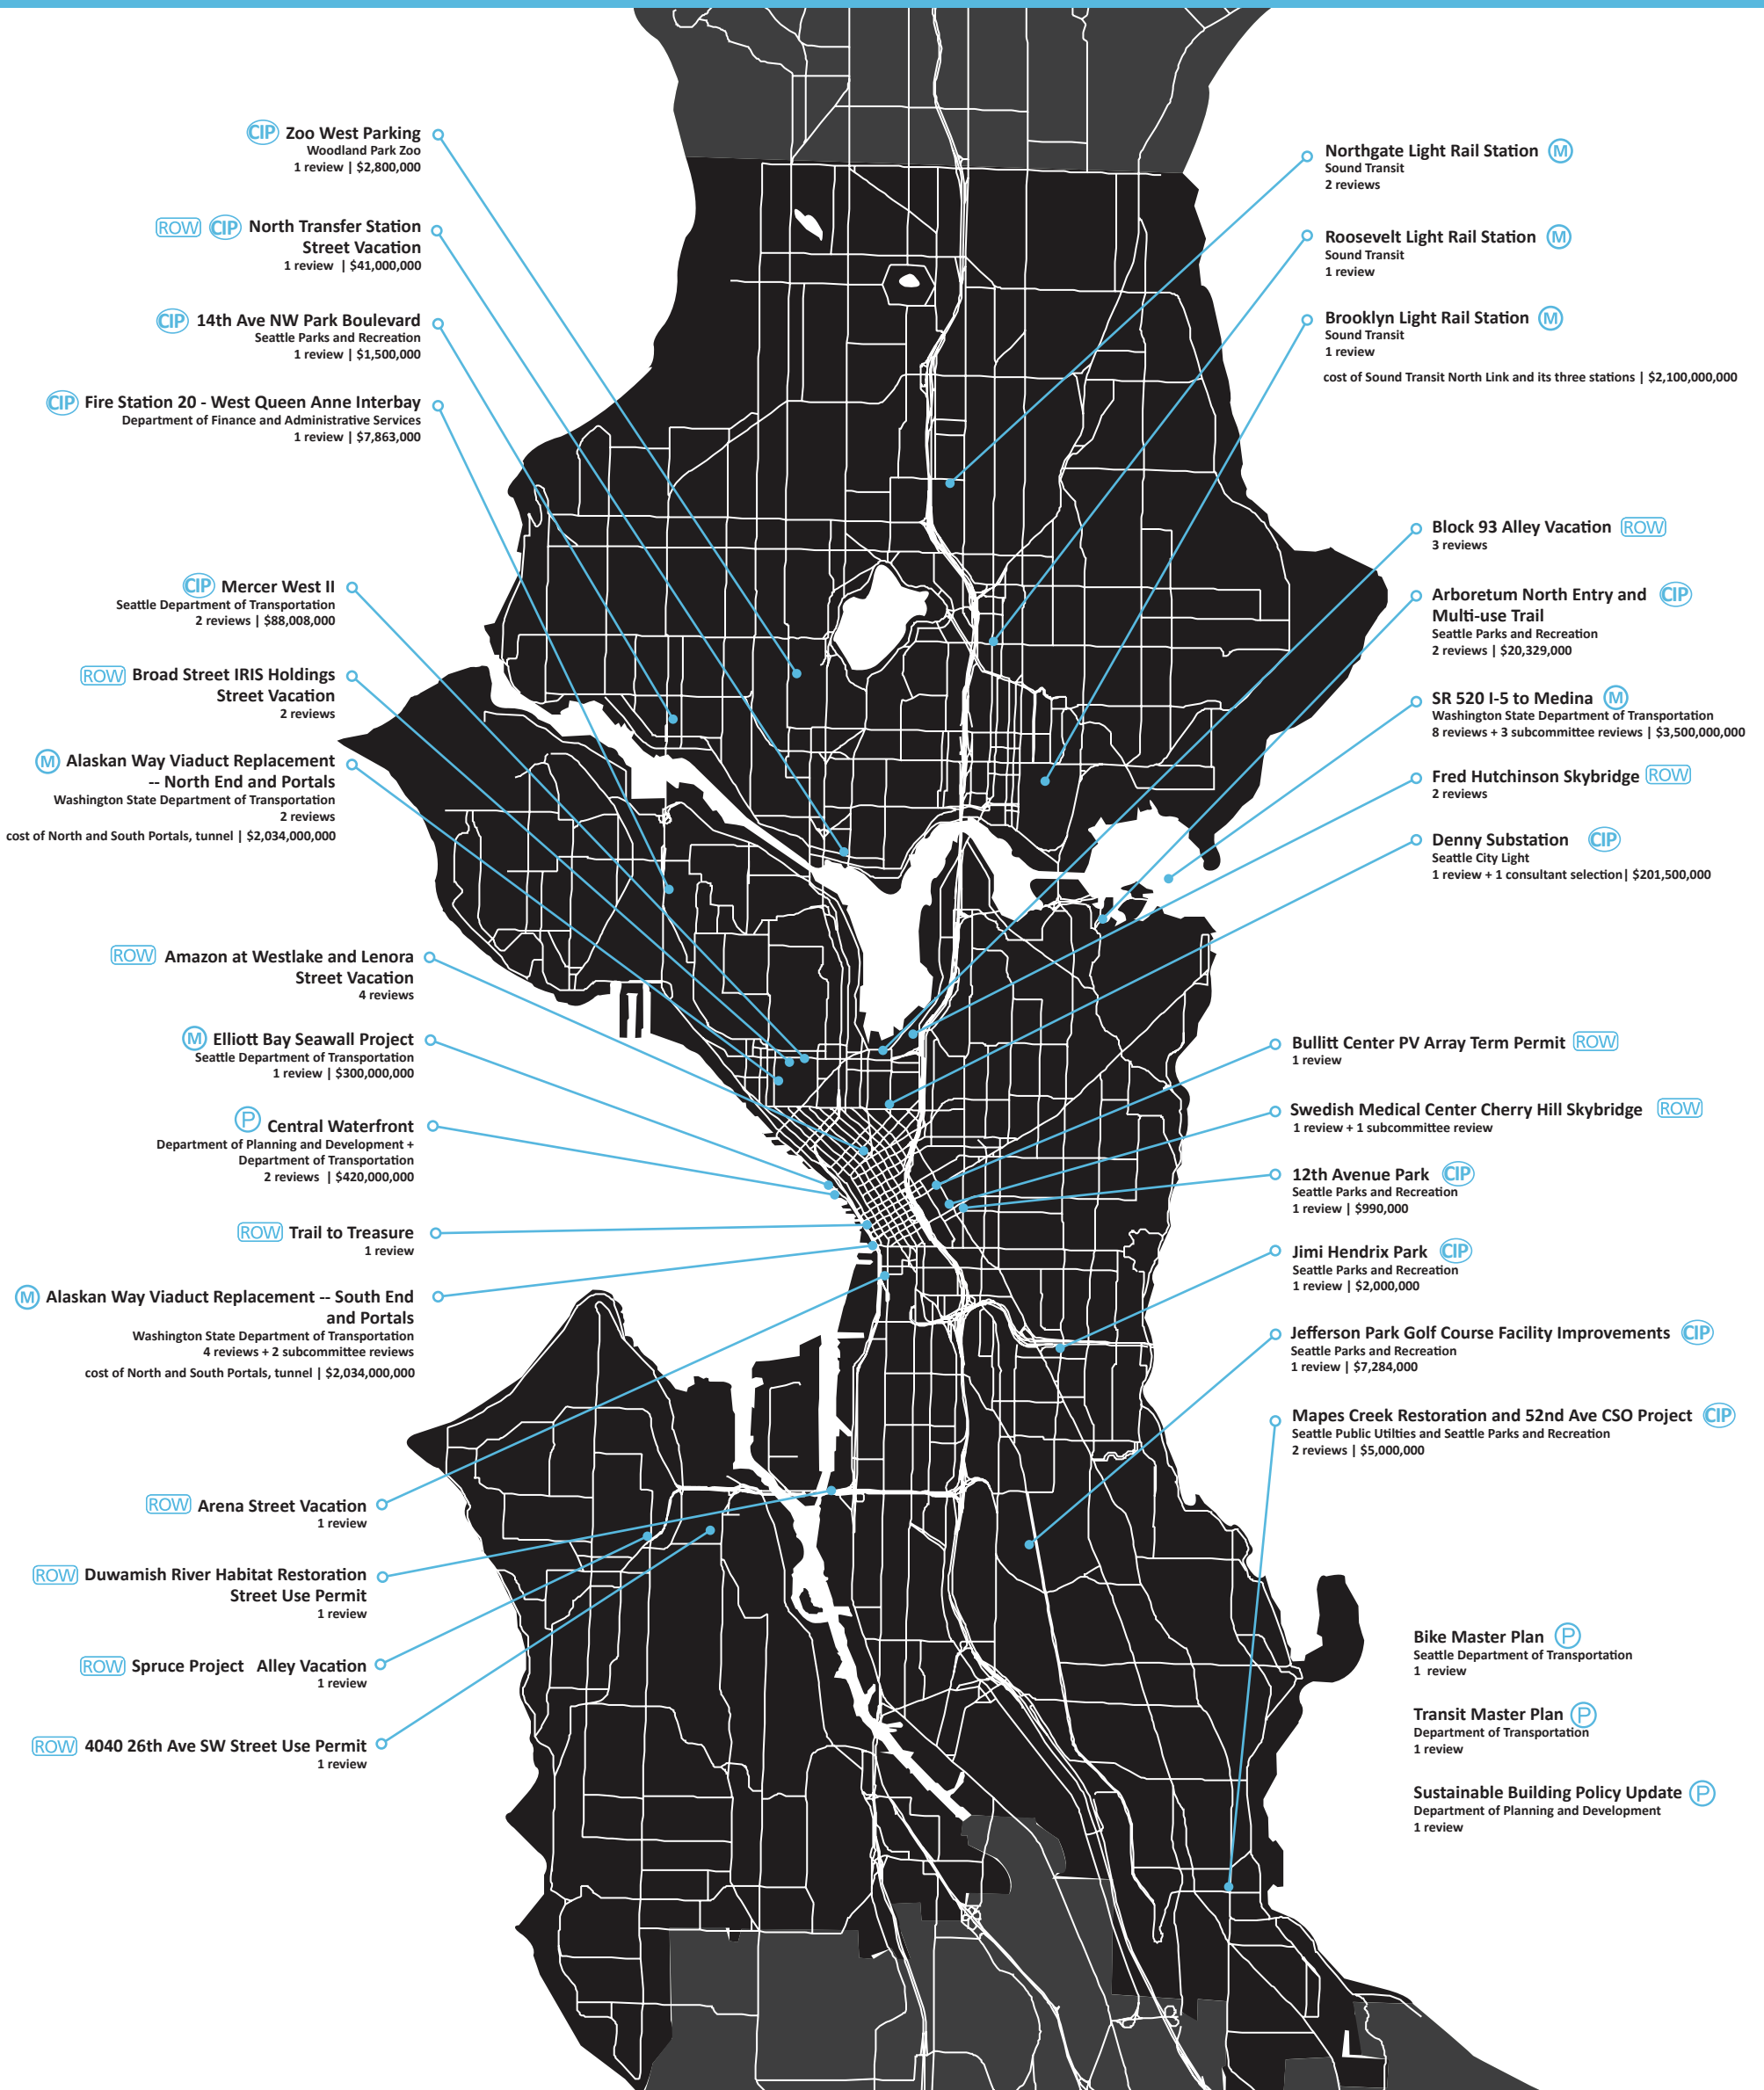 CIP Zoo West Parking
Woodland Park Zoo
1 review | $2,800,000
ROW CIP North Transfer Station
Street Vacation
1 review | $41,000,000
CIP 14th Ave NW Park Boulevard
Seattle Parks and Recreation
1 review | $1,500,000
CIP Fire Station 20 - West Queen Anne Interbay
Department of Finance and Administrative Services
1 review | $7,863,000
CIP Mercer West II
Seattle Department of Transportation
2 reviews | $88,008,000
ROW Broad Street IRIS Holdings
Street Vacation
2 reviews
M Alaskan Way Viaduct Replacement
-- North End and Portals
Washington State Department of Transportation
2 reviews
cost of North and South Portals, tunnel | $2,034,000,000
ROW Amazon at Westlake and Lenora
Street Vacation
4 reviews
M Elliott Bay Seawall Project
Seattle Department of Transportation
1 review | $300,000,000
P Central Waterfront
Department of Planning and Development +
Department of Transportation
2 reviews | $420,000,000
ROW Trail to Treasure
1 review
M Alaskan Way Viaduct Replacement -- South End
and Portals
Washington State Department of Transportation
4 reviews + 2 subcommittee reviews
cost of North and South Portals, tunnel | $2,034,000,000
ROW Arena Street Vacation
1 review
ROW Duwamish River Habitat Restoration
Street Use Permit
1 review
ROW Spruce Project Alley Vacation
1 review
ROW 4040 26th Ave SW Street Use Permit
1 review
Northgate Light Rail Station M
Sound Transit
2 reviews
Roosevelt Light Rail Station M
Sound Transit
1 review
Brooklyn Light Rail Station M
Sound Transit
1 review
cost of Sound Transit North Link and its three stations | $2,100,000,000
Block 93 Alley Vacation ROW
3 reviews
Arboretum North Entry and CIP
Multi-use Trail
Seattle Parks and Recreation
2 reviews | $20,329,000
SR 520 I-5 to Medina M
Washington State Department of Transportation
8 reviews + 3 subcommittee reviews | $3,500,000,000
Fred Hutchinson Skybridge ROW
2 reviews
Denny Substation CIP
Seattle City Light
1 review + 1 consultant selection| $201,500,000
Bullitt Center PV Array Term Permit ROW
1 review
Swedish Medical Center Cherry Hill Skybridge ROW
1 review + 1 subcommittee review
12th Avenue Park CIP
Seattle Parks and Recreation
1 review | $990,000
Jimi Hendrix Park CIP
Seattle Parks and Recreation
1 review | $2,000,000
Jefferson Park Golf Course Facility Improvements CIP
Seattle Parks and Recreation
1 review | $7,284,000
Mapes Creek Restoration and 52nd Ave CSO Project CIP
Seattle Public Utilties and Seattle Parks and Recreation
2 reviews | $5,000,000
Bike Master Plan P
Seattle Department of Transportation
1 review
Transit Master Plan P
Department of Transportation
1 review
Sustainable Building Policy Update P
Department of Planning and Development
1 review